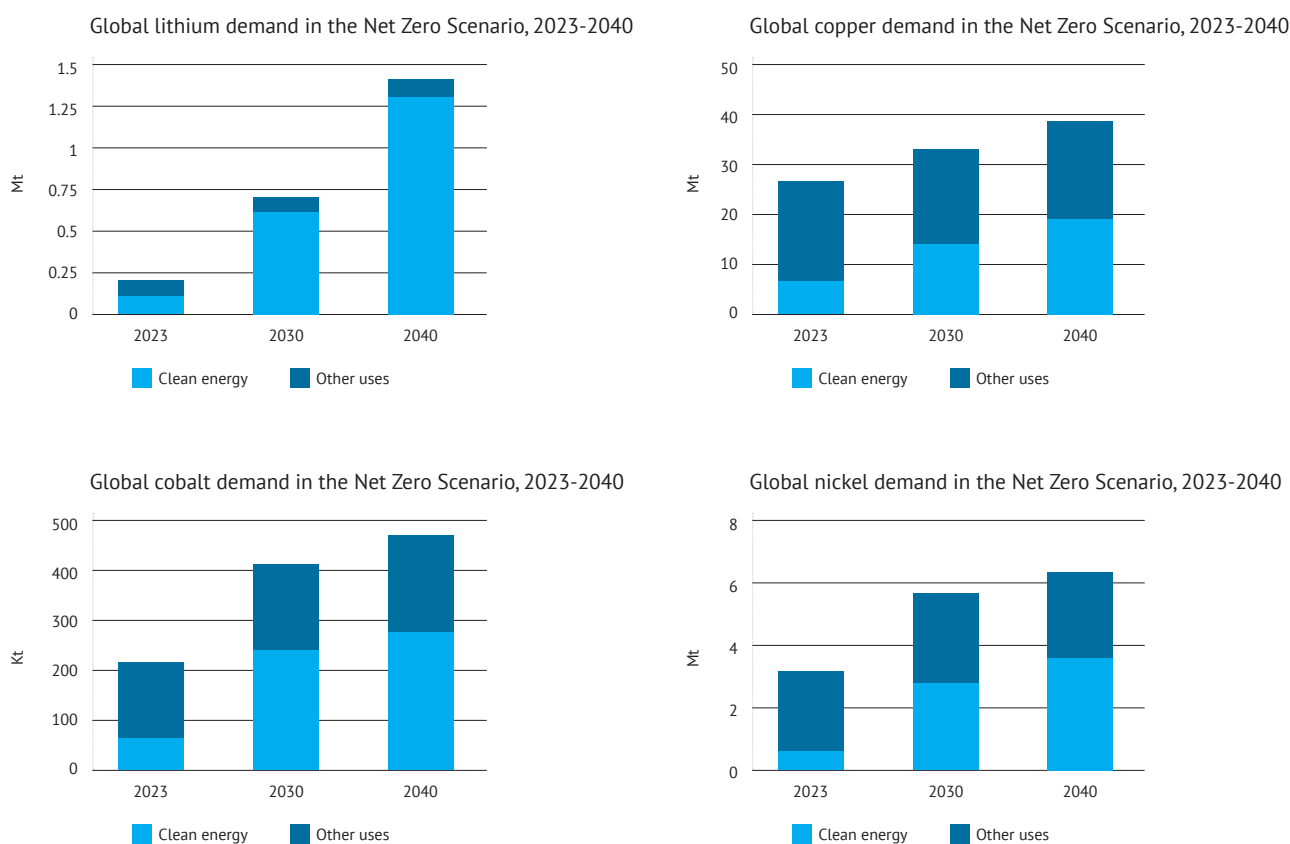 Global lithium demand in the Net Zero Scenario, 2023-2040
1.5
1.25
1
0.75
0.5
0.25
0
Mt
2023 2030 2040
Clean energy Other uses
Global copper demand in the Net Zero Scenario, 2023-2040
50
40
30
20
10
0
Mt
2023 2030 2040
Clean energy Other uses
Global cobalt demand in the Net Zero Scenario, 2023-2040
500
400
300
200
100
0
Kt
2023 2030 2040
Clean energy Other uses
Global nickel demand in the Net Zero Scenario, 2023-2040
8
6
4
2
0
Mt
2023 2030 2040
Clean energy Other uses